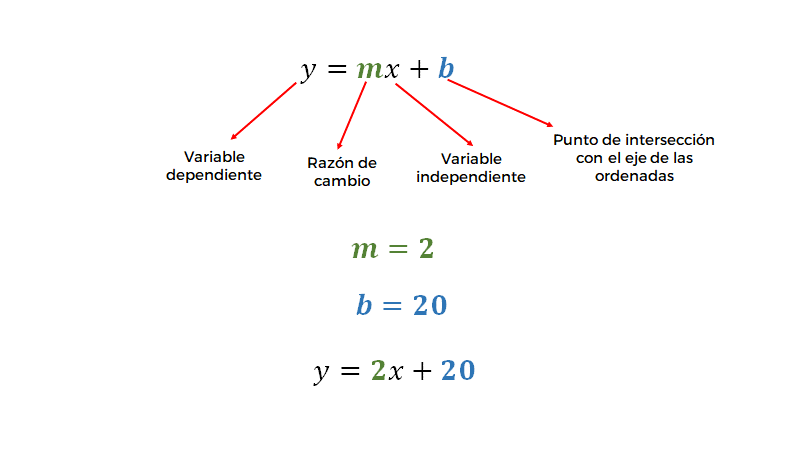 y = mx + b
Variable
dependiente
Razón de
cambio
Variable
independiente
Punto de intersección
con el eje de las
ordenadas
m = 2
b = 20
y = 2x + 20